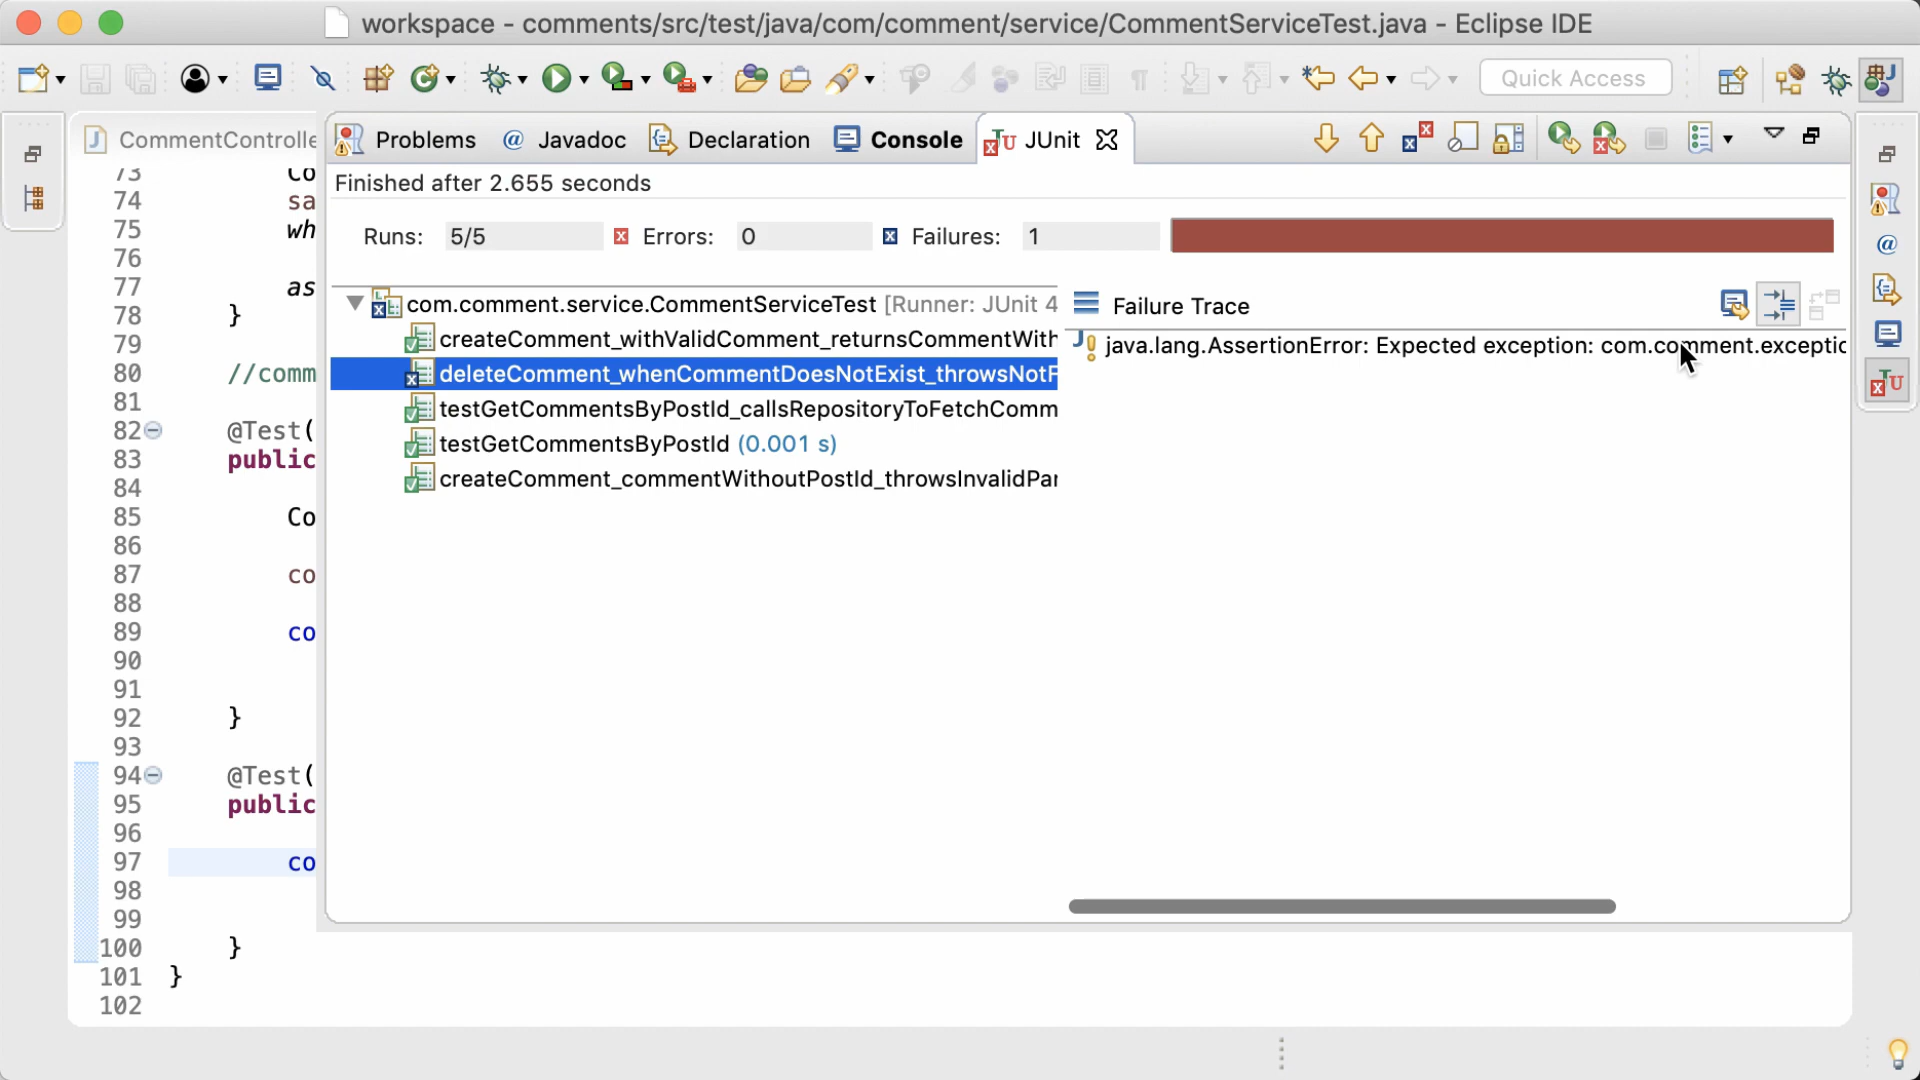 workspace - comments/src/test/java/com/comment/service/CommentServiceTest.java - Eclipse IDE
Quick Access
CommentControlle
Problems @ Javadoc Declaration Console JUnit
Finished after 2.655 seconds
Runs: 5/5 Errors: 0 Failures: 1
com.comment.service.CommentServiceTest [Runner: JUnit 4
createComment_withValidComment_returnsCommentWith
deleteComment_whenCommentDoesNotExist_throwsNotF
testGetCommentsByPostId_callsRepositoryToFetchComm
testGetCommentsByPostId (0.001 s)
createComment_commentWithoutPostId_throwsInvalidPar
Failure Trace
java.lang.AssertionError: Expected exception: com.comment.exceptio
73 Co
74 sa
75 wh
76
77 as
78 }
79
80 //comm
81
82 @Test(
83 public
84
85 Co
86
87 co
88
89 co
90
91
92 }
93
94 @Test(
95 public
96
97 co
98
99
100 }
101 }
102